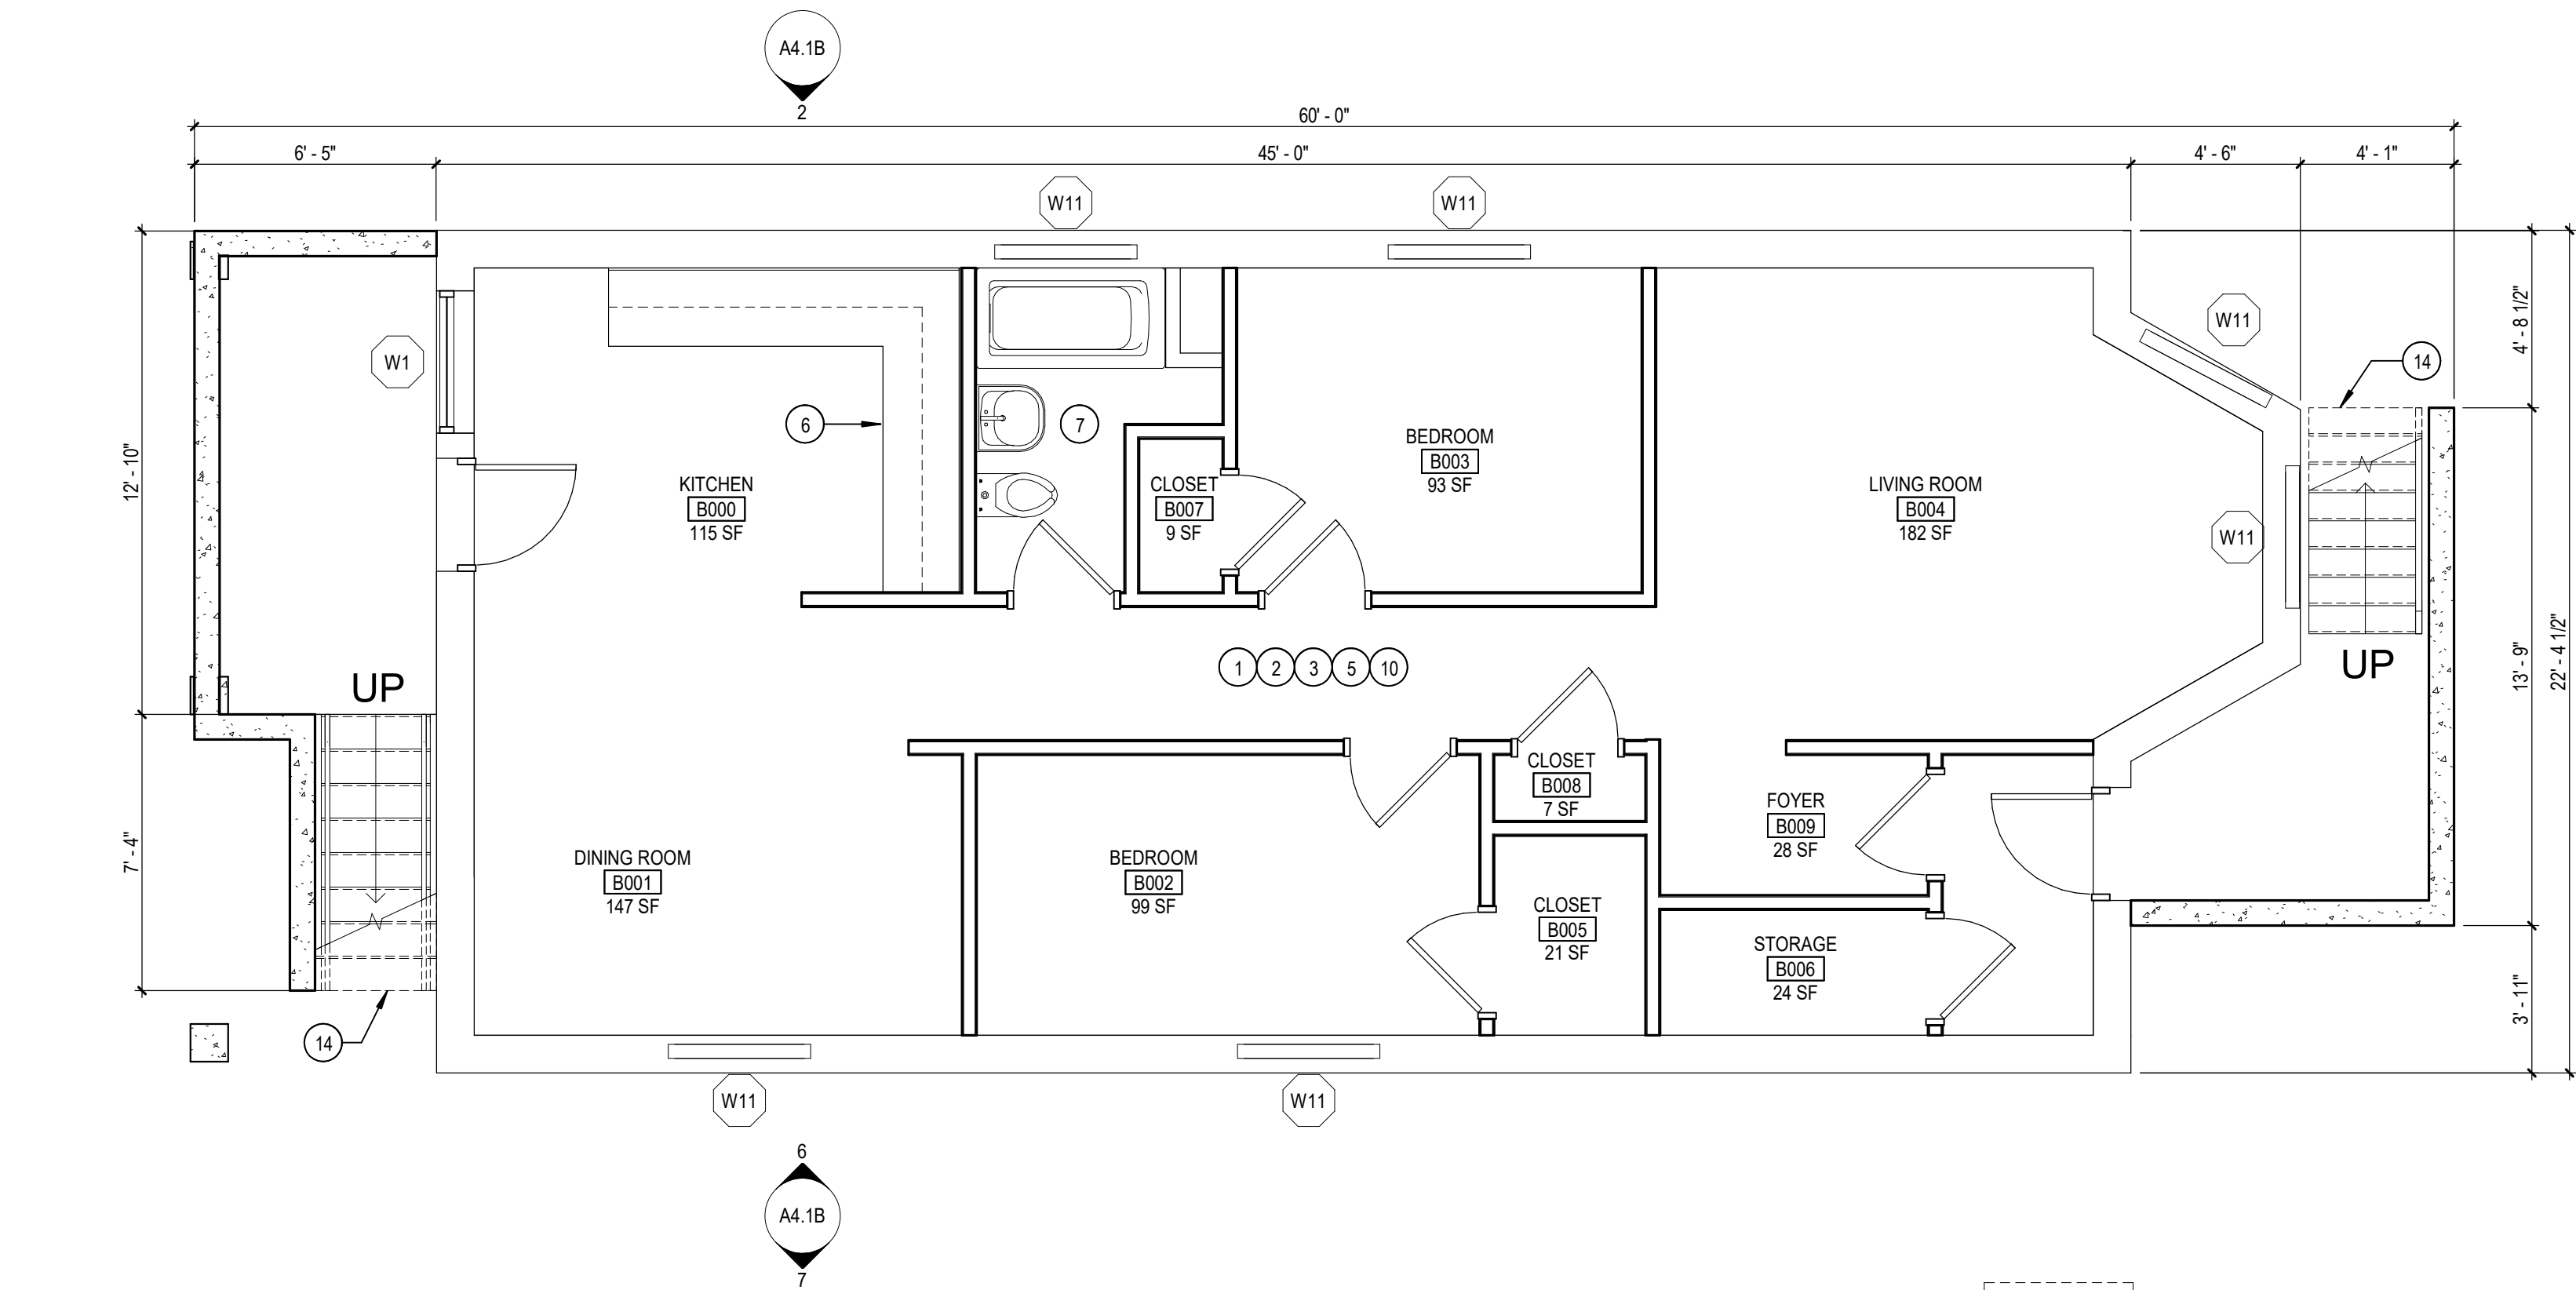 A4.1B
2
60' - 0"
6' - 5"
45' - 0"
4' - 6"
4' - 1"
W11
W11
W11
W1
14
4' - 8 1/2"
6
7
BEDROOM
B003
93 SF
12' - 10"
KITCHEN
B000
115 SF
CLOSET
B007
9 SF
LIVING ROOM
B004
182 SF
W11
UP
UP
1 2 3 5 10
13' - 9"
22' - 4 1/2"
CLOSET
B008
7 SF
FOYER
B009
28 SF
7' - 4"
DINING ROOM
B001
147 SF
BEDROOM
B002
99 SF
CLOSET
B005
21 SF
STORAGE
B006
24 SF
3' - 11"
14
W11
W11
6
A4.1B
7